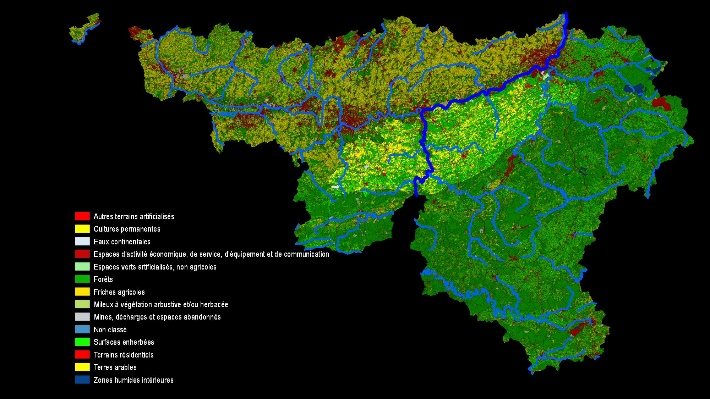 Autres terrains artificialisés
Cultures permanentes
Eaux continentales
Espaces d'activité économique, de service, d'équipement et de communication
Espaces verts artificialisés, non agricoles
Forêts
Friches agricoles
Milieux à végétation arbustive et/ou herbacée
Mines, décharges et espaces abandonnés
Non classé
Surfaces enherbées
Terrains résidentiels
Terres arables
Zones humides intérieures